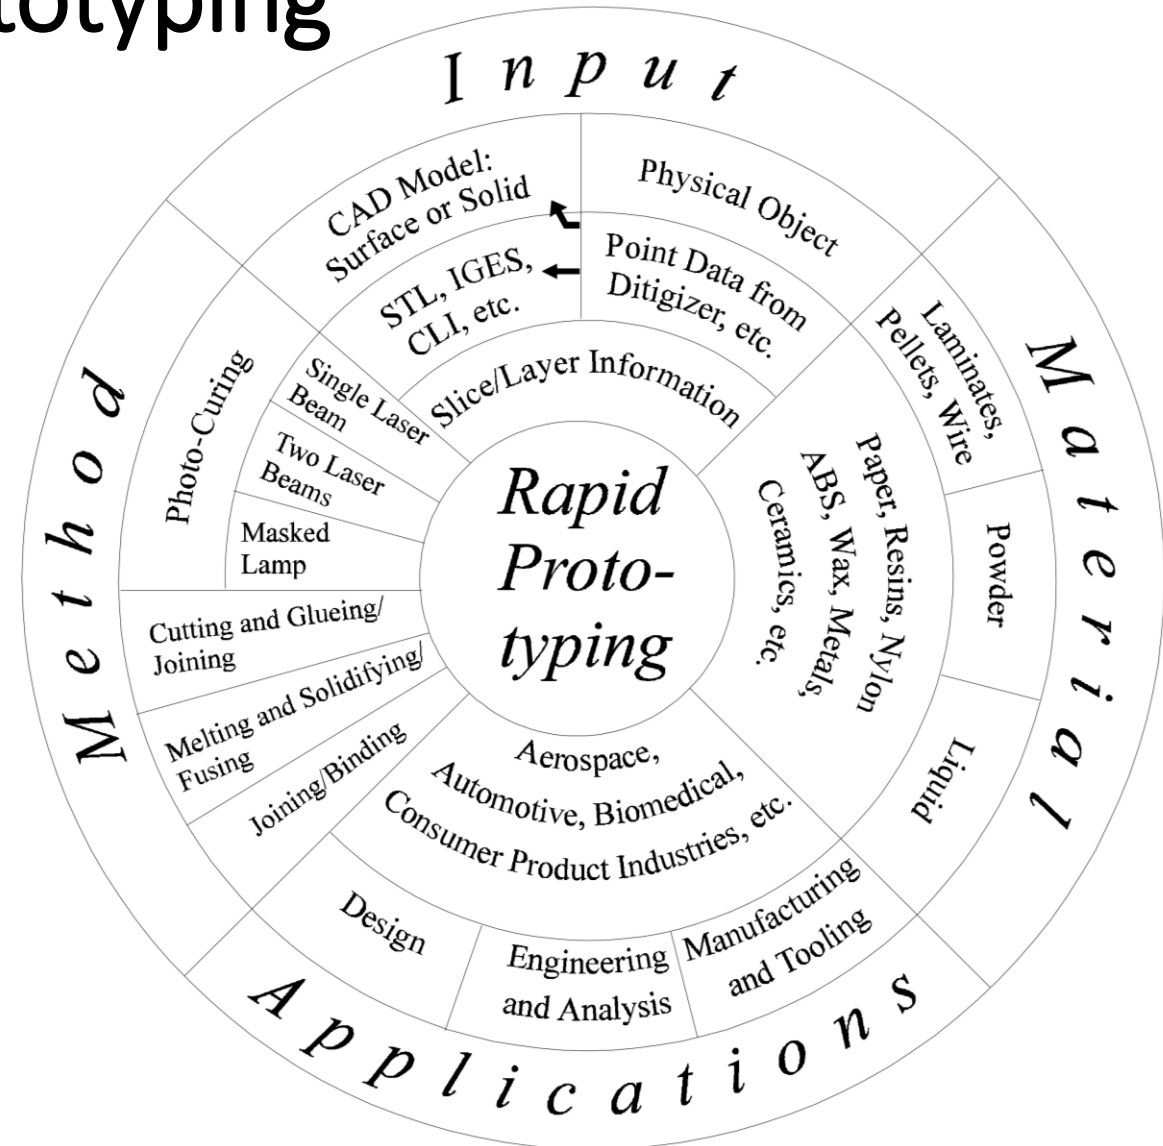 totyping
Input
CAD Model:
Surface or Solid
Physical Object
STL, IGES,
CLI, etc.
Point Data from
Ditigizer, etc.
Slice/Layer Information
Method
Photo-Curing
Single Laser
Beam
Two Laser
Beams
Masked
Lamp
Cutting and Glueing/
Joining
Melting and Solidifying/
Fusing
Joining/Binding
Rapid
Proto-
typing
Material
Laminates,
Pellets, Wire
Powder
Liquid
Paper, Resins, Nylon
ABS, Wax, Metals,
Ceramics, etc.
Aerospace,
Automotive, Biomedical,
Consumer Product Industries, etc.
Design
Engineering
and Analysis
Manufacturing
and Tooling
Applications